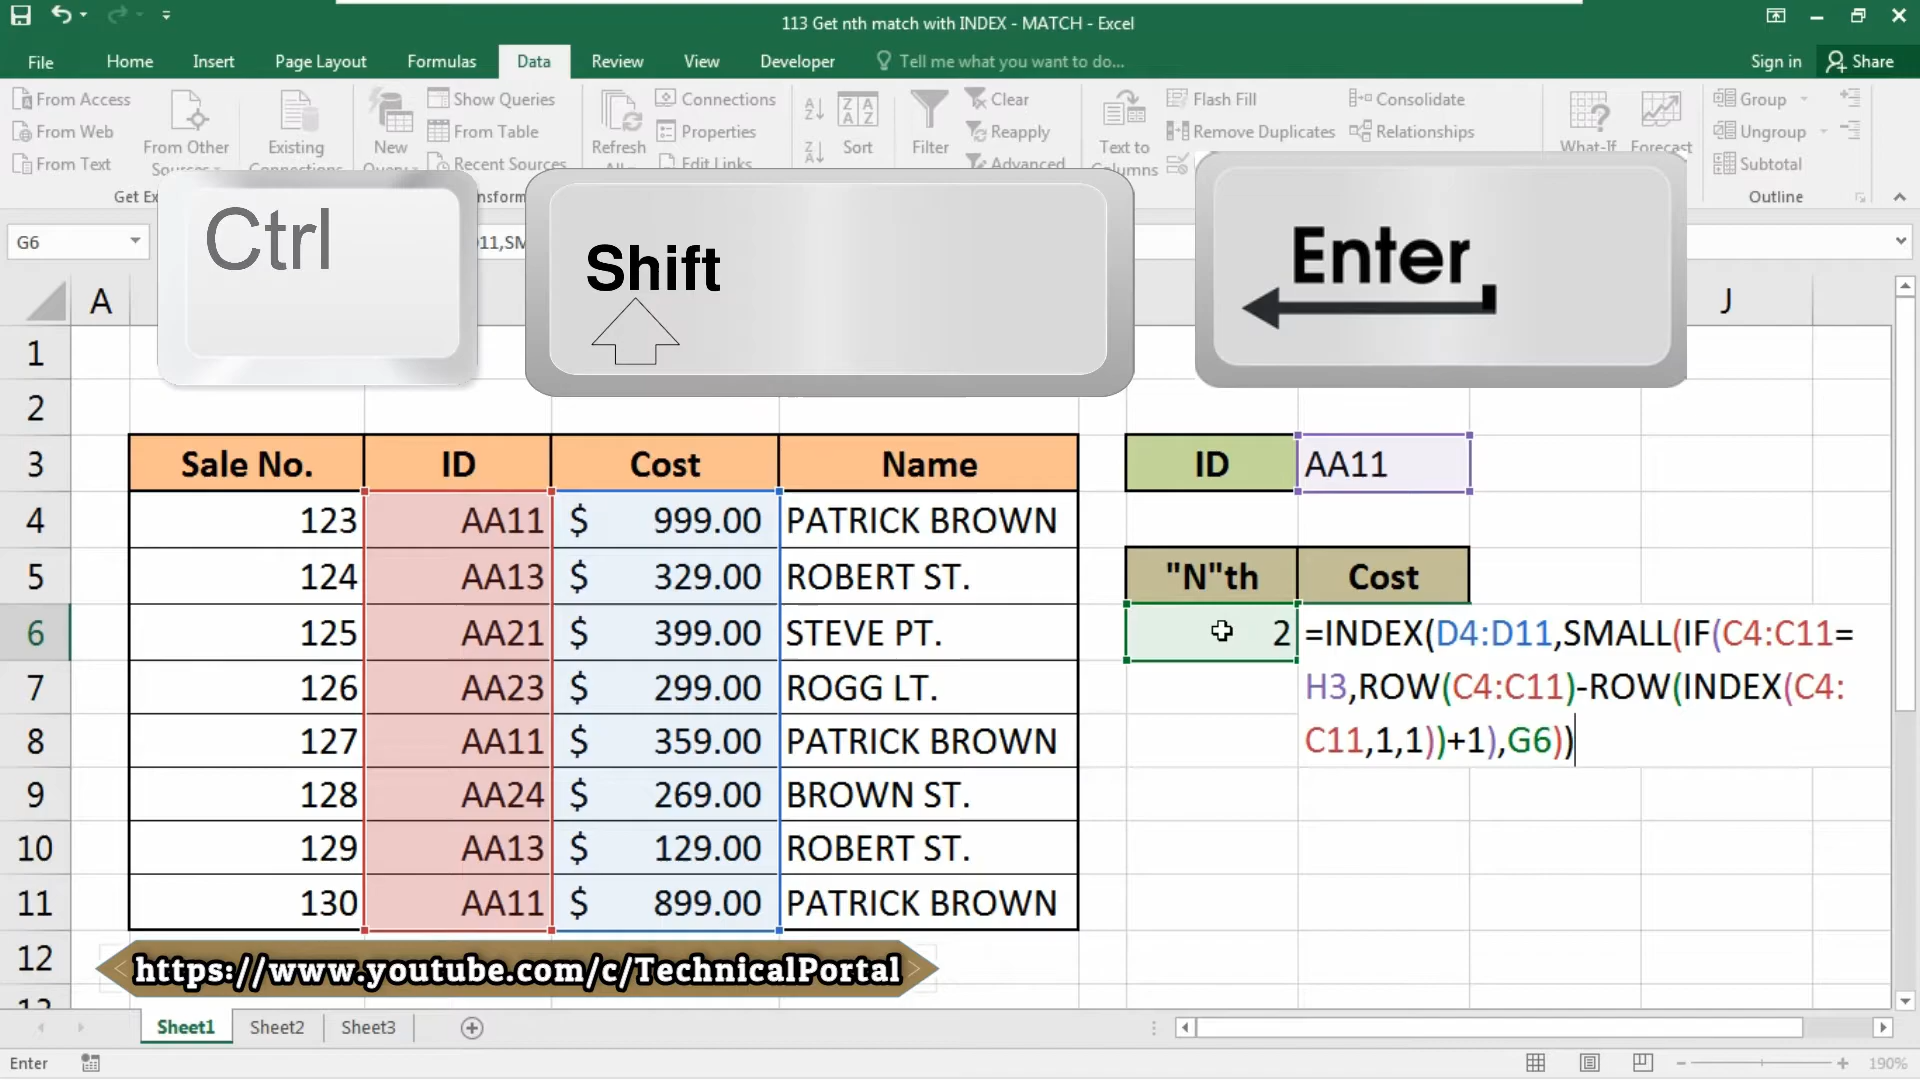 113 Get nth match with INDEX - MATCH - Excel
File Home Insert Page Layout Formulas Data Review View Developer Tell me what you want to do... Sign in Share
From Access
From Web
From Text
From Other
Existing
New
Show Queries
From Table
Recent Sources
Refresh
Connections
Properties
Edit Links
Sort
Filter
Clear
Reapply
Advanced
Text to
Flash Fill
Remove Duplicates
Consolidate
Relationships
What-If
Forecast
Group
Ungroup
Subtotal
Outline
Ctrl
Shift
Enter
G6
A J
1
2
3 Sale No. ID Cost Name ID AA11
4 123 AA11 $ 999.00 PATRICK BROWN
5 124 AA13 $ 329.00 ROBERT ST. "N"th Cost
6 125 AA21 $ 399.00 STEVE PT. 2 =INDEX(D4:D11,SMALL(IF(C4:C11=
7 126 AA23 $ 299.00 ROGG LT. H3,ROW(C4:C11)-ROW(INDEX(C4:
8 127 AA11 $ 359.00 PATRICK BROWN C11,1,1))+1),G6))
9 128 AA24 $ 269.00 BROWN ST.
10 129 AA13 $ 129.00 ROBERT ST.
11 130 AA11 $ 899.00 PATRICK BROWN
12
https://www.youtube.com/c/TechnicalPortal
Sheet1 Sheet2 Sheet3
Enter 190%